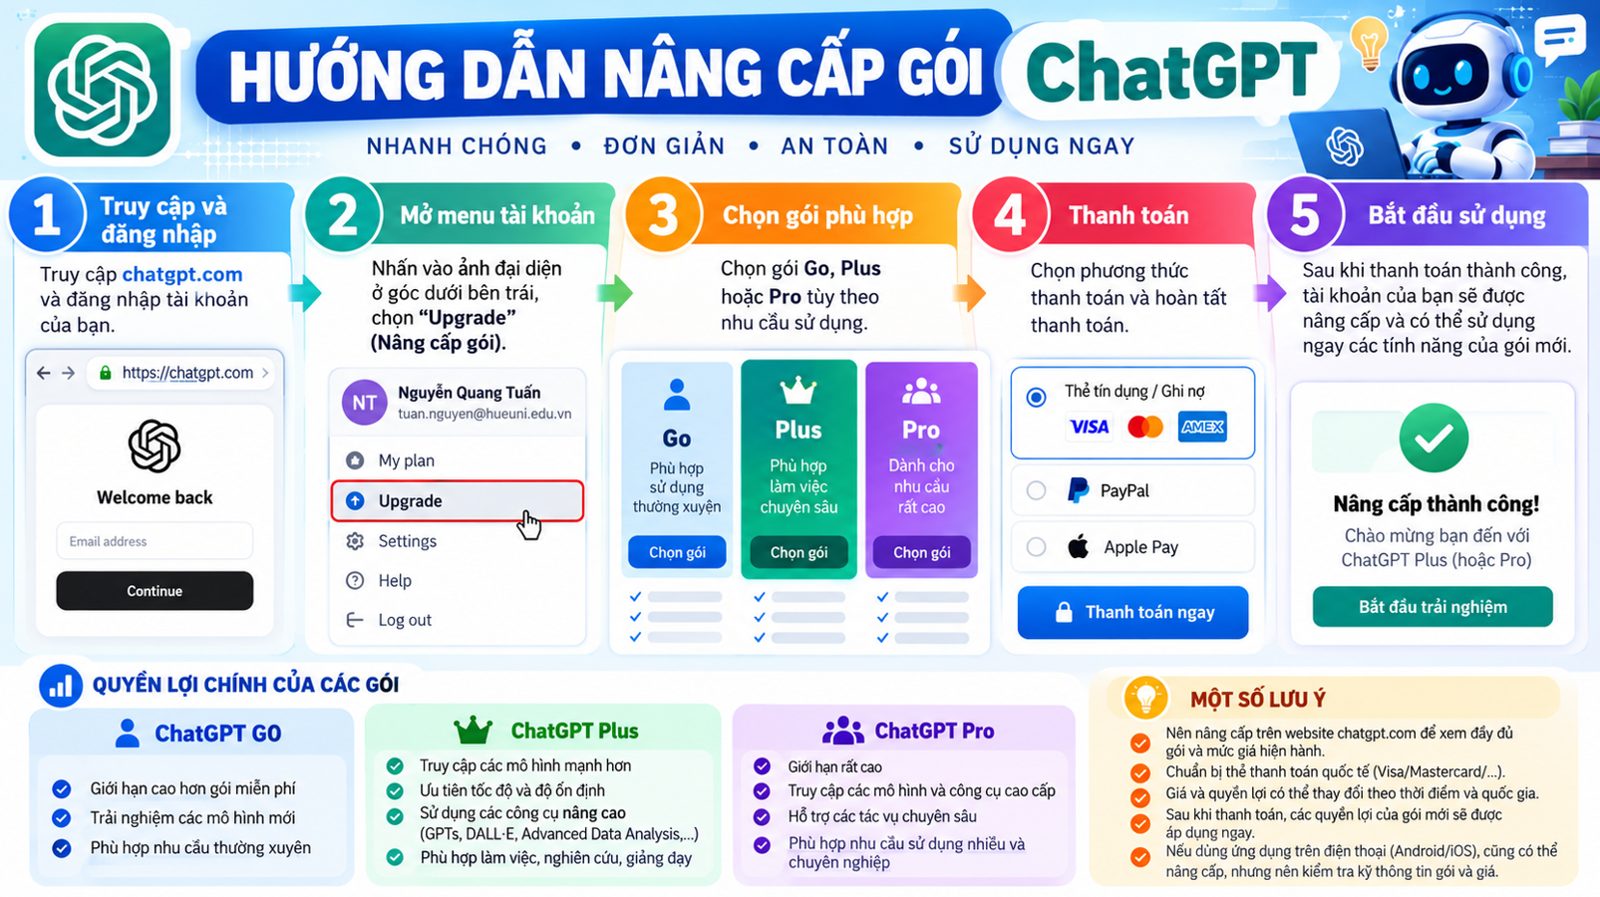 HƯỚNG DẪN NÂNG CẤP GÓI ChatGPT
NHANH CHÓNG • ĐƠN GIẢN • AN TOÀN • SỬ DỤNG NGAY
1
Truy cập và
đăng nhập
Truy cập chatgpt.com
và đăng nhập tài khoản
của bạn.
https://chatgpt.com
Welcome back
Email address
Continue
2
Mở menu tài khoản
Nhấn vào ảnh đại diện
ở góc dưới bên trái,
chọn “Upgrade”
(Nâng cấp gói).
NT
Nguyễn Quang Tuấn
tuan.nguyen@hueuni.edu.vn
My plan
Upgrade
Settings
Help
Log out
3
Chọn gói phù hợp
Chọn gói Go, Plus
hoặc Pro tùy theo
nhu cầu sử dụng.
Go
Phù hợp
sử dụng
thường xuyện
Chọn gói
Plus
Phù hợp
làm việc
chuyên sâu
Chọn gói
Pro
Dành cho
nhu cầu
rất cao
Chọn gói
4
Thanh toán
Chọn phương thức
thanh toán và hoàn tất
thanh toán.
Thẻ tín dụng / Ghi nợ
VISA
AMEX
PayPal
Apple Pay
Thanh toán ngay
5
Bắt đầu sử dụng
Sau khi thanh toán thành công,
tài khoản của bạn sẽ được
nâng cấp và có thể sử dụng
ngay các tính năng của gói mới.
Nâng cấp thành công!
Chào mừng bạn đến với
ChatGPT Plus (hoặc Pro)
Bắt đầu trải nghiệm
QUYỀN LỢI CHÍNH CỦA CÁC GÓI
ChatGPT GO
Giới hạn cao hơn gói miễn phí
Trải nghiệm các mô hình mới
Phù hợp nhu cầu thường xuyên
ChatGPT Plus
Truy cập các mô hình mạnh hơn
Ưu tiên tốc độ và độ ổn định
Sử dụng các công cụ nâng cao
(GPTs, DALL·E, Advanced Data Analysis,...)
Phù hợp làm việc, nghiên cứu, giảng dạy
ChatGPT Pro
Giới hạn rất cao
Truy cập các mô hình và công cụ cao cấp
Hỗ trợ các tác vụ chuyên sâu
Phù hợp nhu cầu sử dụng nhiều và
chuyên nghiệp
MỘT SỐ LƯU Ý
Nên nâng cấp trên website chatgpt.com để xem đầy đủ
gói và mức giá hiện hành.
Chuẩn bị thẻ thanh toán quốc tế (Visa/Mastercard/...).
Giá và quyền lợi có thể thay đổi theo thời điểm và quốc gia.
Sau khi thanh toán, các quyền lợi của gói mới sẽ được
áp dụng ngay.
Nếu dùng ứng dụng trên điện thoại (Android/iOS), cũng có thể
nâng cấp, nhưng nên kiểm tra kỹ thông tin gói và giá.